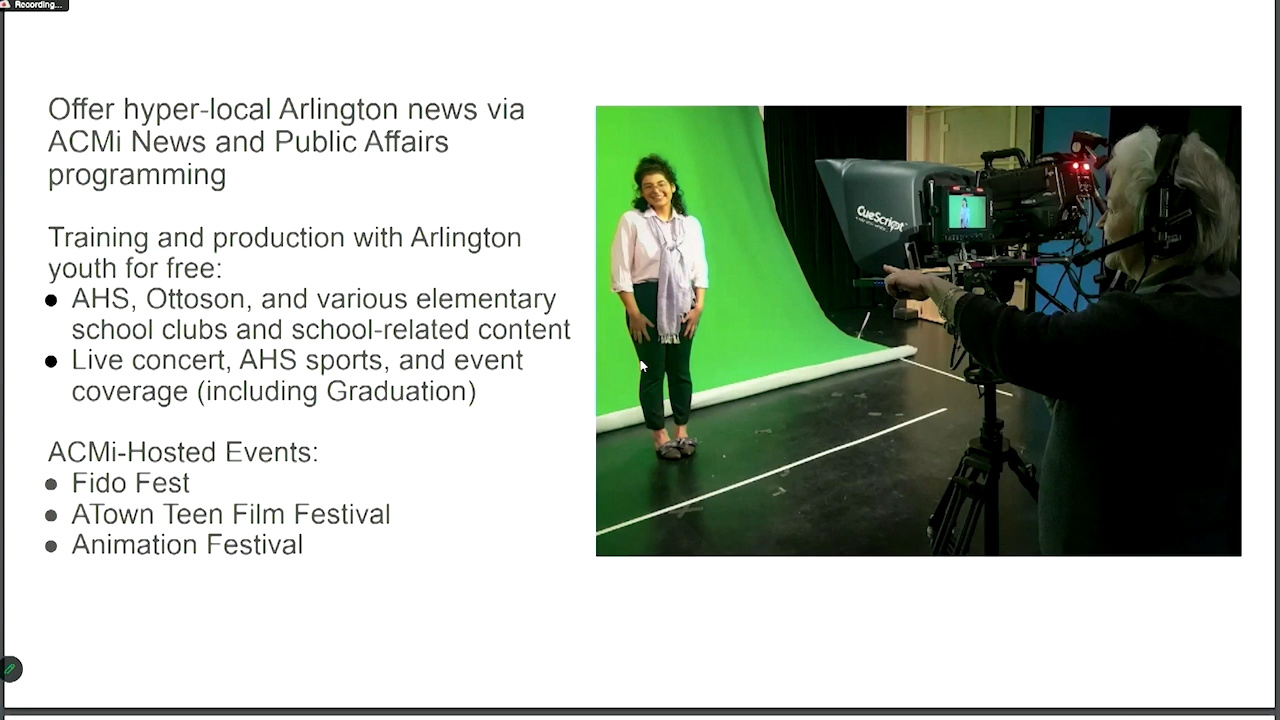 Recording...
Offer hyper-local Arlington news via
ACMi News and Public Affairs
programming
Training and production with Arlington
youth for free:
● AHS, Ottoson, and various elementary
school clubs and school-related content
● Live concert, AHS sports, and event
coverage (including Graduation)
ACMi-Hosted Events:
● Fido Fest
● ATown Teen Film Festival
● Animation Festival
CueScript